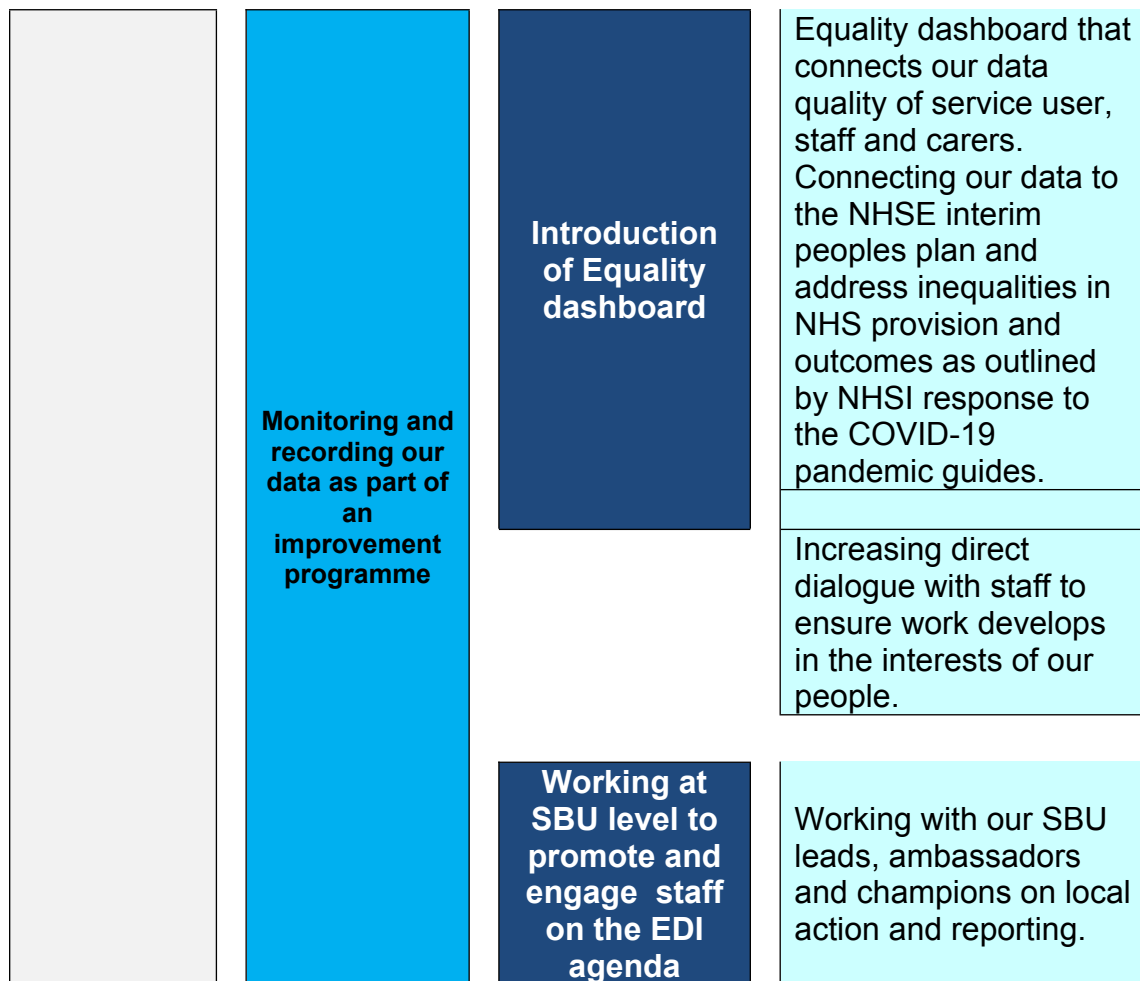 Monitoring and
recording our
data as part of
an
improvement
programme
Introduction
of Equality
dashboard
Equality dashboard that
connects our data
quality of service user,
staff and carers.
Connecting our data to
the NHSE interim
peoples plan and
address inequalities in
NHS provision and
outcomes as outlined
by NHSI response to
the COVID-19
pandemic guides.
Increasing direct
dialogue with staff to
ensure work develops
in the interests of our
people.
Working at
SBU level to
promote and
engage  staff
on the EDI
agenda
Working with our SBU
leads, ambassadors
and champions on local
action and reporting.